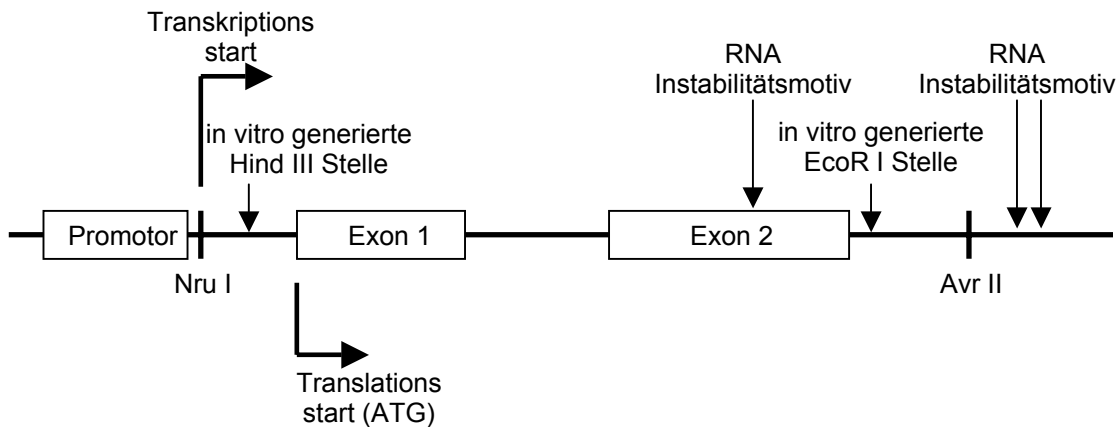 Transkriptions
start
RNA
Instabilitätsmotiv
RNA
Instabilitätsmotiv
in vitro generierte
Hind III Stelle
in vitro generierte
EcoR I Stelle
Promotor
Exon 1
Exon 2
Nru I
Avr II
Translations
start (ATG)